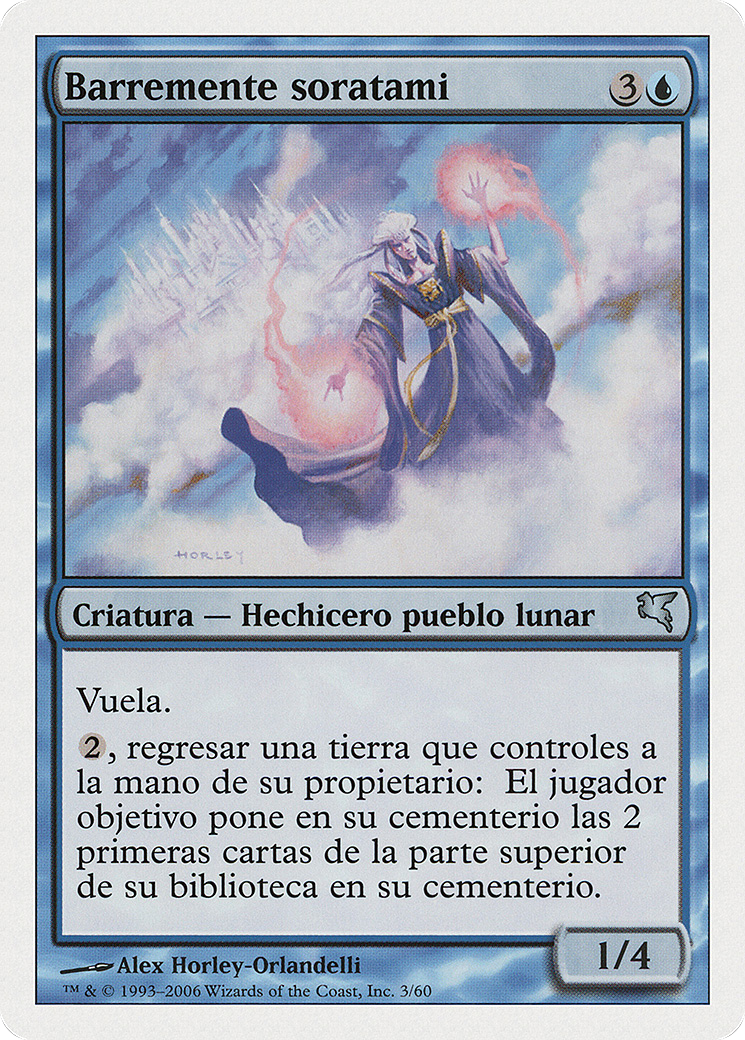 Barremente soratami 3
HORLEY
Criatura — Hechicero pueblo lunar
Vuela.
2, regresar una tierra que controles a
la mano de su propietario: El jugador
objetivo pone en su cementerio las 2
primeras cartas de la parte superior
de su biblioteca en su cementerio.
1/4
Alex Horley-Orlandelli
™ & © 1993–2006 Wizards of the Coast, Inc. 3/60